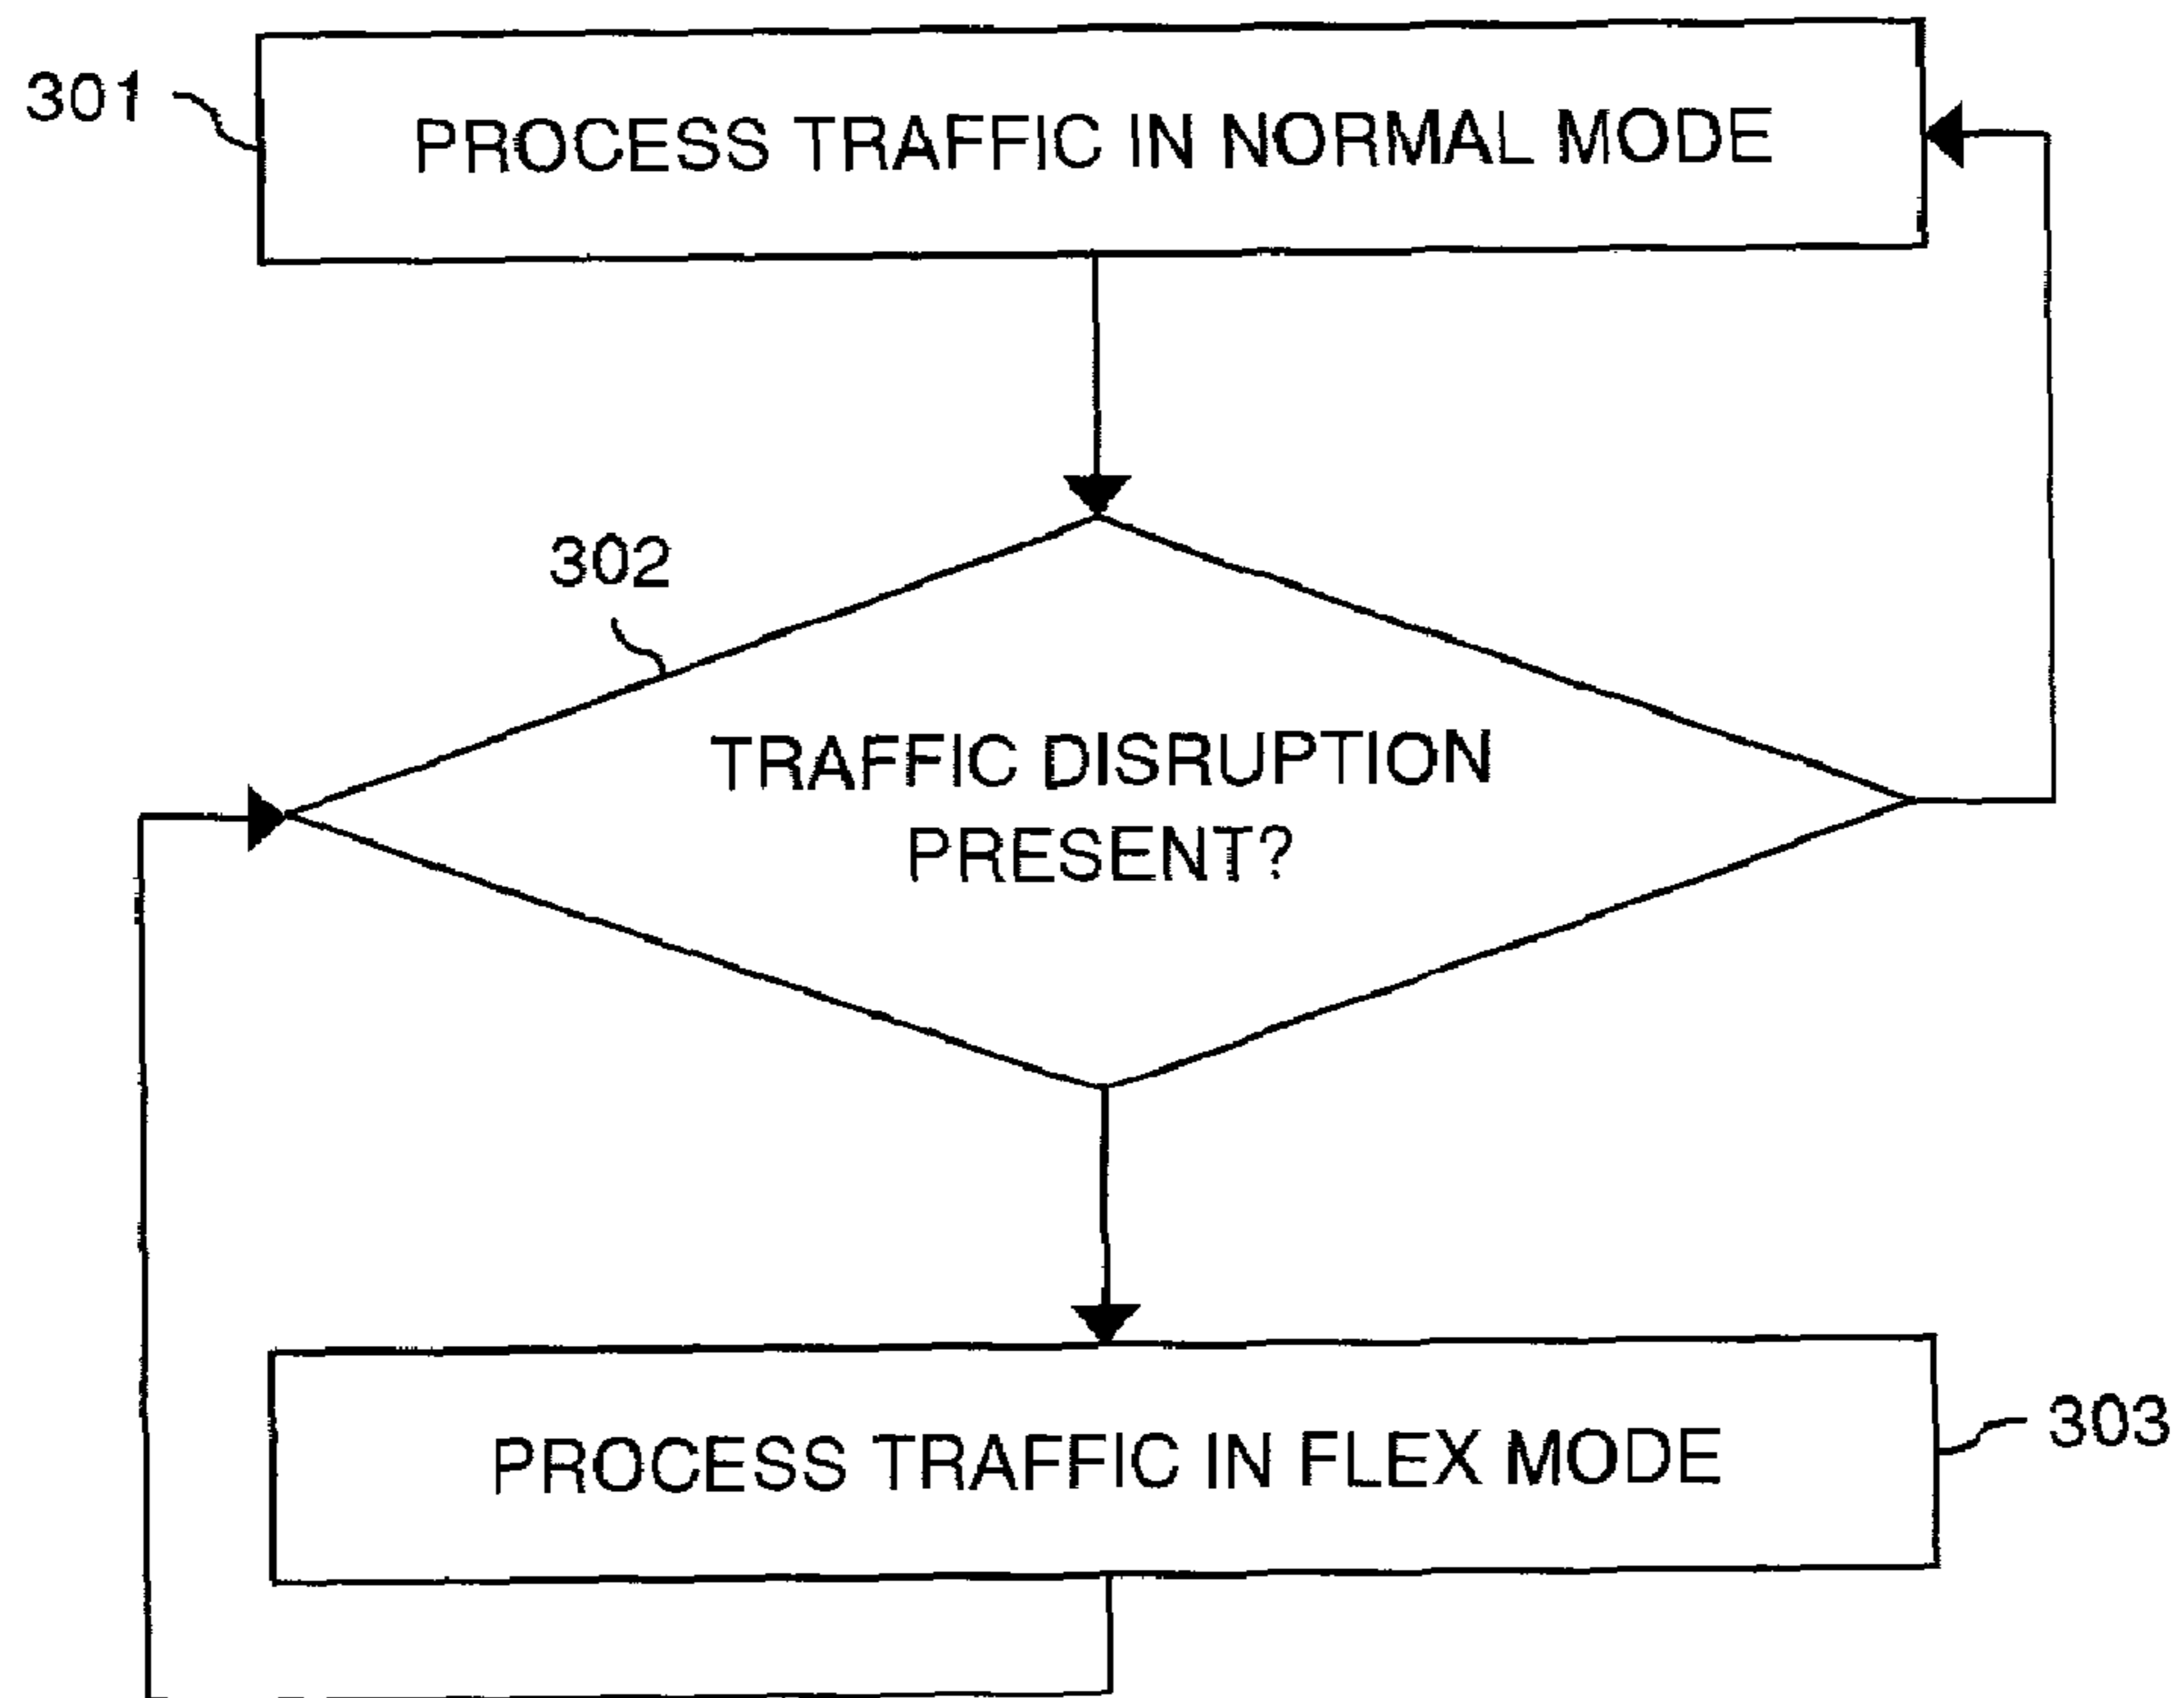 301
PROCESS TRAFFIC IN NORMAL MODE
302
TRAFFIC DISRUPTION
PRESENT?
PROCESS TRAFFIC IN FLEX MODE
303